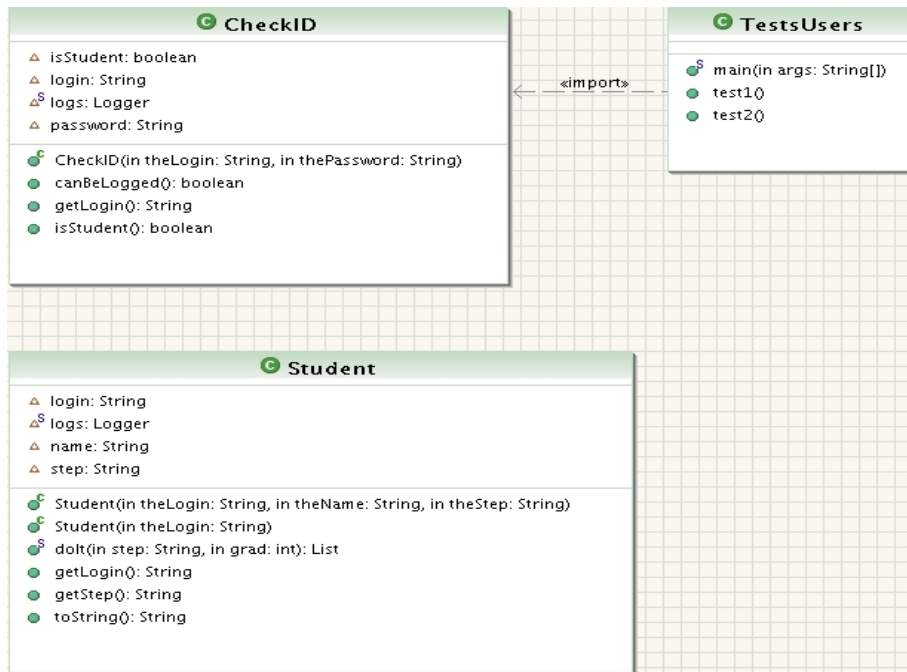 CheckID
isStudent: boolean
login: String
logs: Logger
password: String
CheckID(in theLogin: String, in thePassword: String)
canBeLogged(): boolean
getLogin(): String
isStudent(): boolean
«import»
TestsUsers
main(in args: String[])
test1()
test2()
Student
login: String
logs: Logger
name: String
step: String
Student(in theLogin: String, in theName: String, in theStep: String)
Student(in theLogin: String)
doIt(in step: String, in grad: int): List
getLogin(): String
getStep(): String
toString(): String